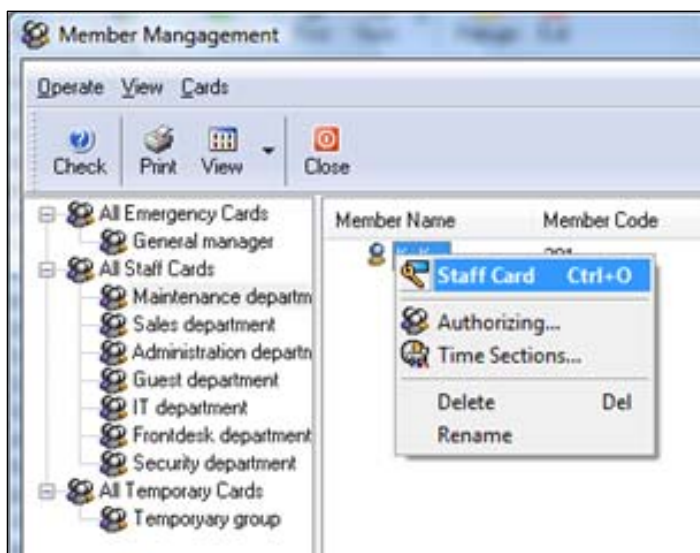 Member Mangagement
Operate View Cards
Check Print View Close
All Emergency Cards
General manager
All Staff Cards
Maintenance departm
Sales department
Administration departn
Guest department
IT department
Frontdesk department
Security department
All Temporary Cards
Temporyary group
Member Name Member Code
Staff Card Ctrl+O
Authorizing...
Time Sections...
Delete Del
Rename